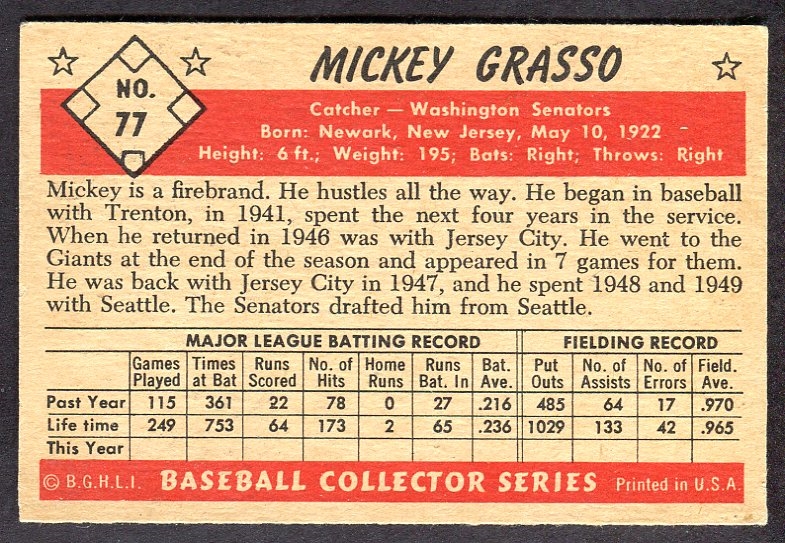 MICKEY GRASSO
NO.
77
Catcher — Washington Senators
Born: Newark, New Jersey, May 10, 1922
Height: 6 ft.; Weight: 195; Bats: Right; Throws: Right
Mickey is a firebrand. He hustles all the way. He began in baseball
with Trenton, in 1941, spent the next four years in the service.
When he returned in 1946 was with Jersey City. He went to the
Giants at the end of the season and appeared in 7 games for them.
He was back with Jersey City in 1947, and he spent 1948 and 1949
with Seattle. The Senators drafted him from Seattle.
MAJOR LEAGUE BATTING RECORD FIELDING RECORD
Games Times Runs No. of Home Runs Bat. Put No. of No. of Field.
Played at Bat Scored Hits Runs Bat. In Ave. Outs Assists Errors Ave.
Past Year 115 361 22 78 0 27 .216 485 64 17 .970
Life time 249 753 64 173 2 65 .236 1029 133 42 .965
This Year
© B.G.H.L.I. BASEBALL COLLECTOR SERIES Printed in U.S.A.